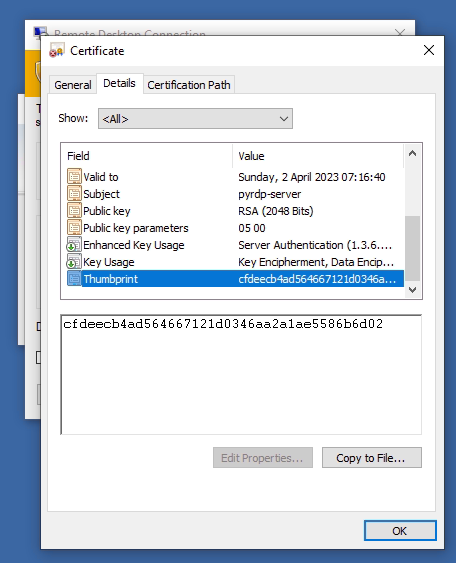 Remote Desktop Connection
Certificate
General Details Certification Path
Show: <All>
Field Value
Valid to Sunday, 2 April 2023 07:16:40
Subject pyrdp-server
Public key RSA (2048 Bits)
Public key parameters 05 00
Enhanced Key Usage Server Authentication (1.3.6....
Key Usage Key Encipherment, Data Encip...
Thumbprint cfdeecb4ad564667121d0346a...
cfdeecb4ad564667121d0346aa2a1ae5586b6d02
Edit Properties... Copy to File...
OK